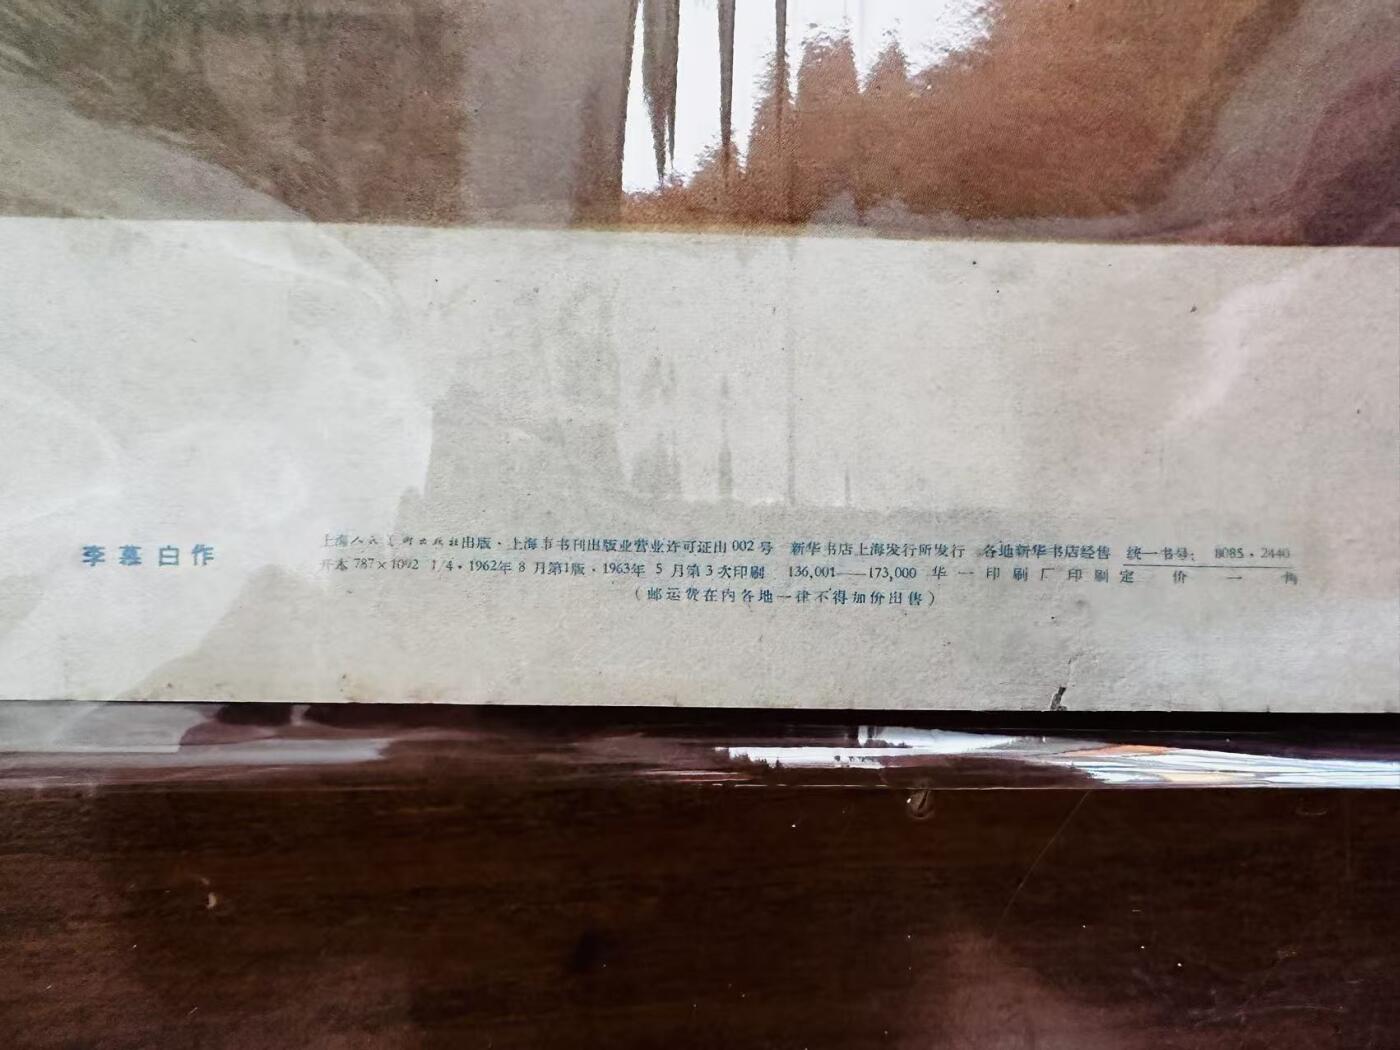 李慕白作
上海人民美术出版社出版·上海市书刊出版业营业许可证出002号 新华书店上海发行所发行 各地新华书店经售 统一书号:8085·2440
开本787×1092 1/4·1962年8月第1版·1963年5月第3次印刷 136,001——173,000 华一印刷厂印刷 定价一角
(邮运费在内各地一律不得加价出售)